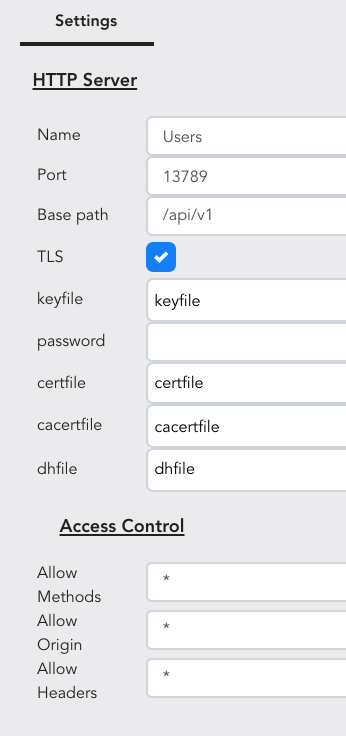 Settings
HTTP Server
Name Users
Port 13789
Base path /api/v1
TLS
keyfile keyfile
password
certfile certfile
cacertfile cacertfile
dhfile dhfile
Access Control
Allow
Methods *
Allow
Origin *
Allow
Headers *